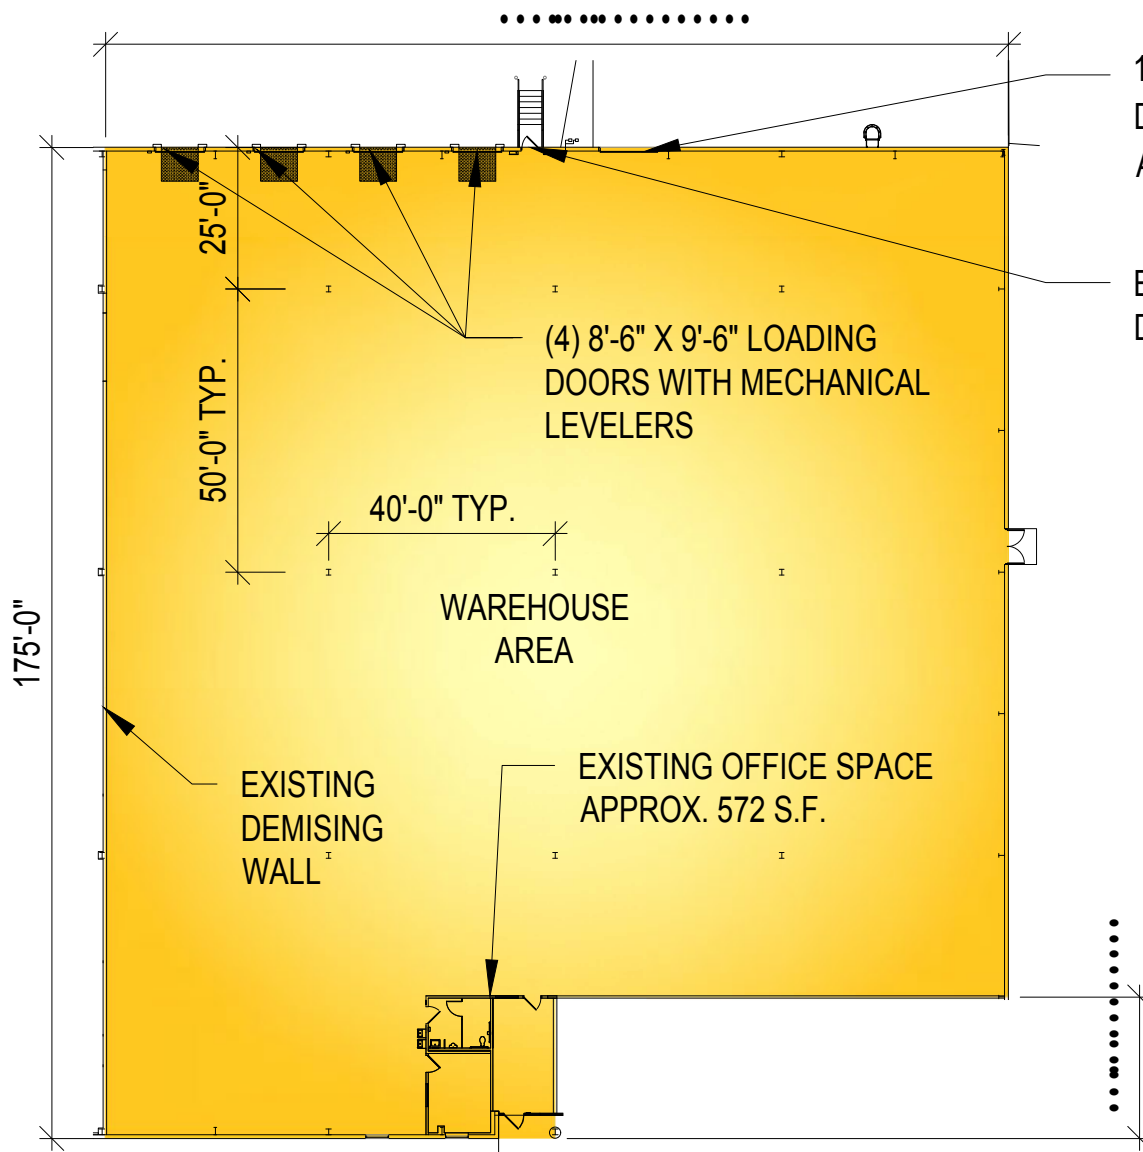 25'-0"
(4) 8'-6" X 9'-6" LOADING
DOORS WITH MECHANICAL
LEVELERS
50'-0" TYP.
40'-0" TYP.
WAREHOUSE
AREA
175'-0"
EXISTING
DEMISING
WALL
EXISTING OFFICE SPACE
APPROX. 572 S.F.